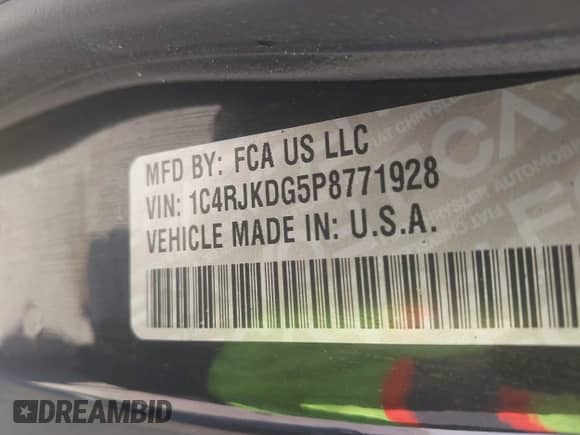 MFD BY: FCA US LLC
VIN: 1C4RJKDG5P8771928
VEHICLE MADE IN: U.S.A.
DREAMBID